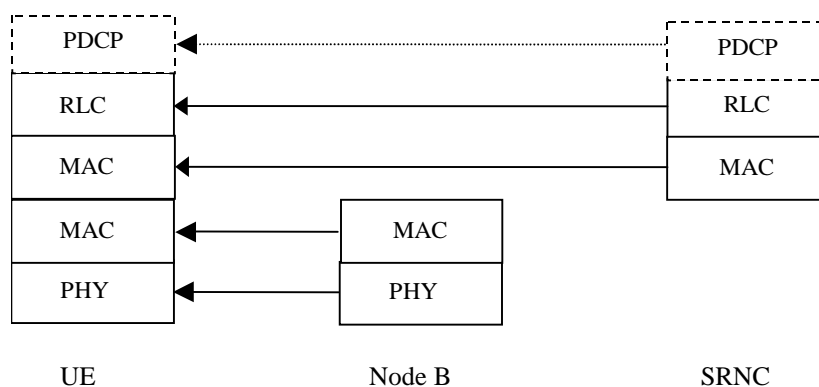 PDCP PDCP
RLC RLC
MAC MAC
MAC MAC
PHY PHY
UE Node B SRNC